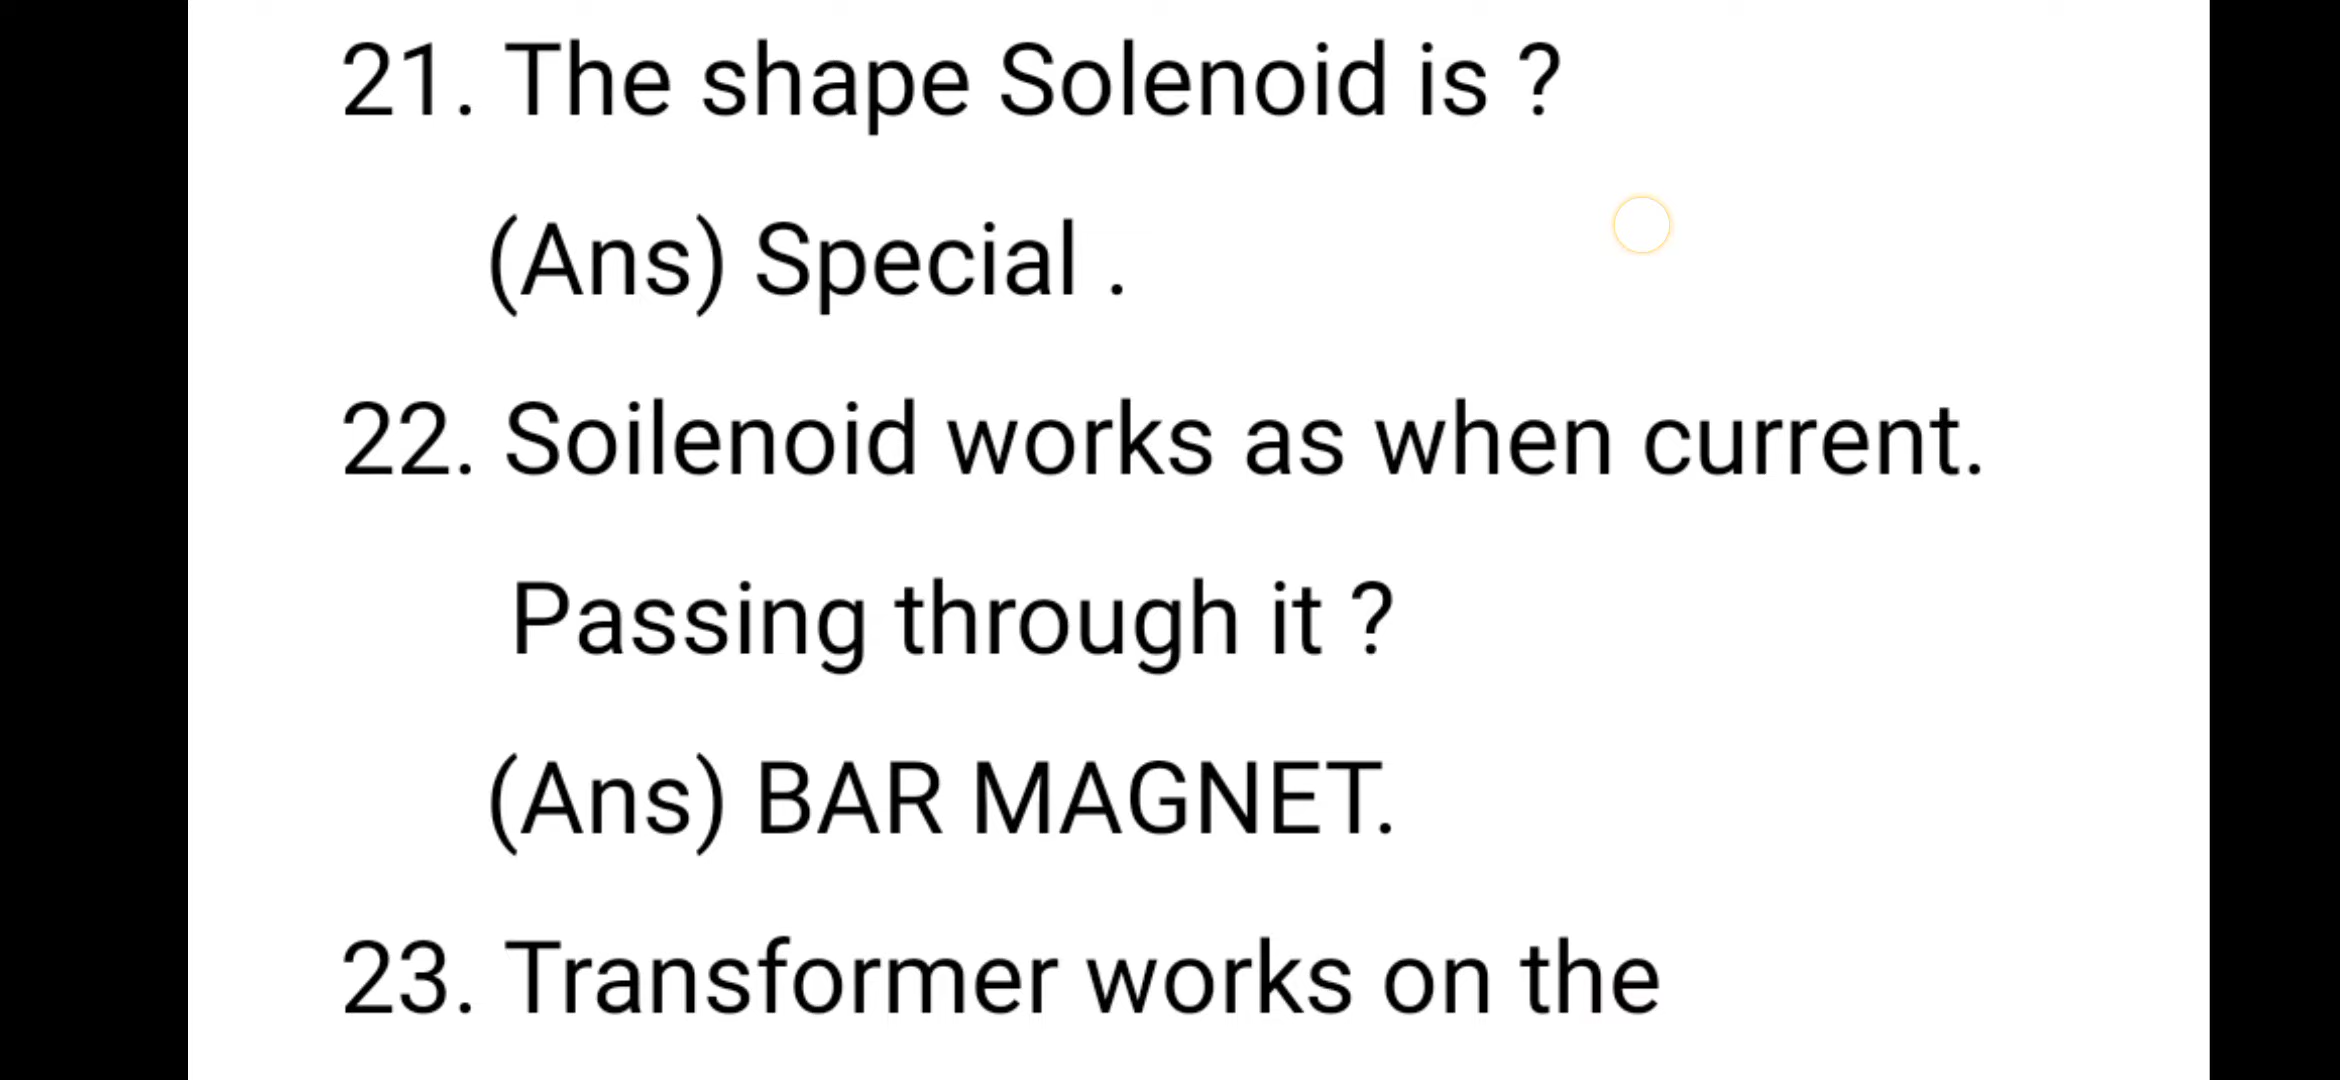 21. The shape Solenoid is ?
(Ans) Special .
22. Soilenoid works as when current.
Passing through it ?
(Ans) BAR MAGNET.
23. Transformer works on the